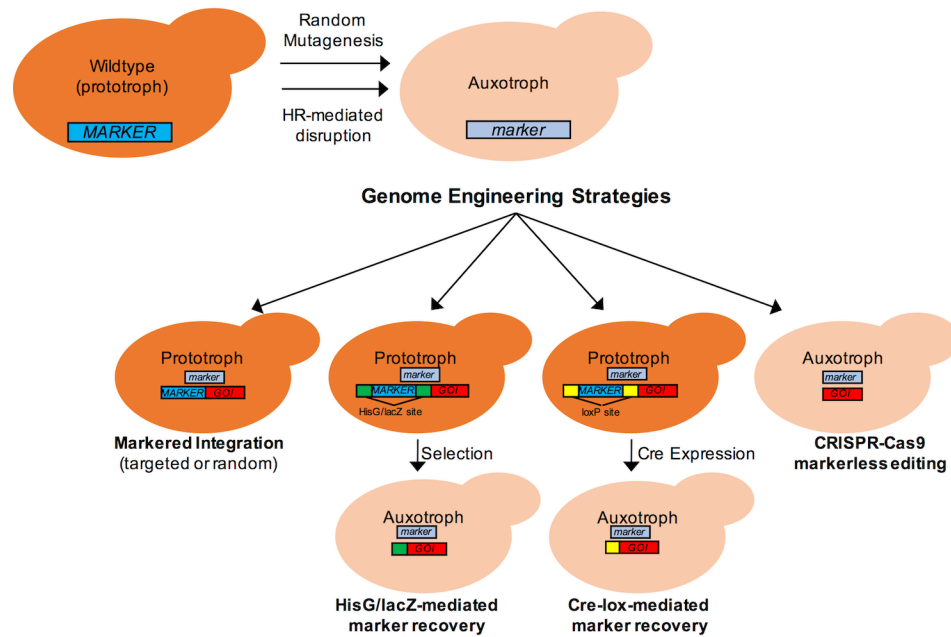 Random
Mutagenesis
Wildtype
(prototroph)
MARKER
HR-mediated
disruption
Auxotroph
marker
Genome Engineering Strategies
Prototroph
marker
MARKER GOI
Markered Integration
(targeted or random)
Prototroph
marker
MARKER GOI
HisG/lacZ site
Selection
Auxotroph
marker
GOI
HisG/lacZ-mediated
marker recovery
Prototroph
marker
MARKER GOI
loxP site
Cre Expression
Auxotroph
marker
GOI
Cre-lox-mediated
marker recovery
Auxotroph
marker
GOI
CRISPR-Cas9
markerless editing